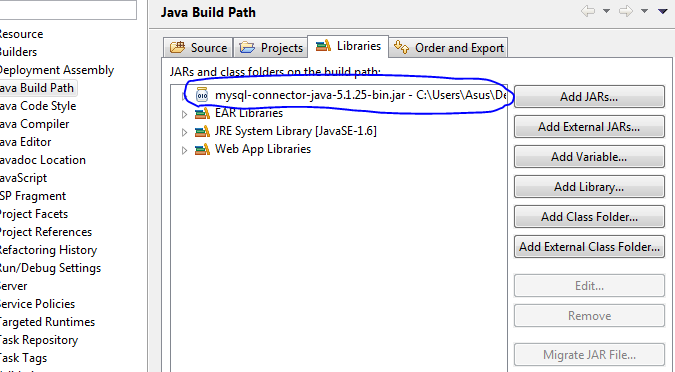 Java Build Path
Resource
Builders
Deployment Assembly
Java Build Path
Java Code Style
Java Compiler
Java Editor
Javadoc Location
JavaScript
JSP Fragment
Project Facets
Project References
Refactoring History
Run/Debug Settings
Server
Service Policies
Targeted Runtimes
Task Repository
Task Tags
Source
Projects
Libraries
Order and Export
JARs and class folders on the build path:
mysql-connector-java-5.1.25-bin.jar - C:\Users\Asus\De
EAR Libraries
JRE System Library [JavaSE-1.6]
Web App Libraries
Add JARs...
Add External JARs...
Add Variable...
Add Library...
Add Class Folder...
Add External Class Folder...
Edit...
Remove
Migrate JAR File...